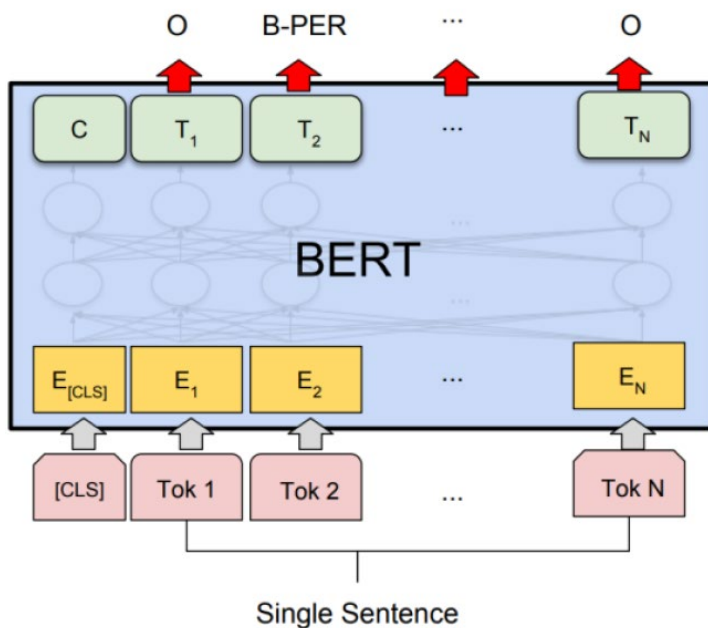 O B-PER ... O
C T1 T2 ... TN
...
BERT
...
E[CLS] E1 E2 ... EN
[CLS] Tok 1 Tok 2 ... Tok N
Single Sentence